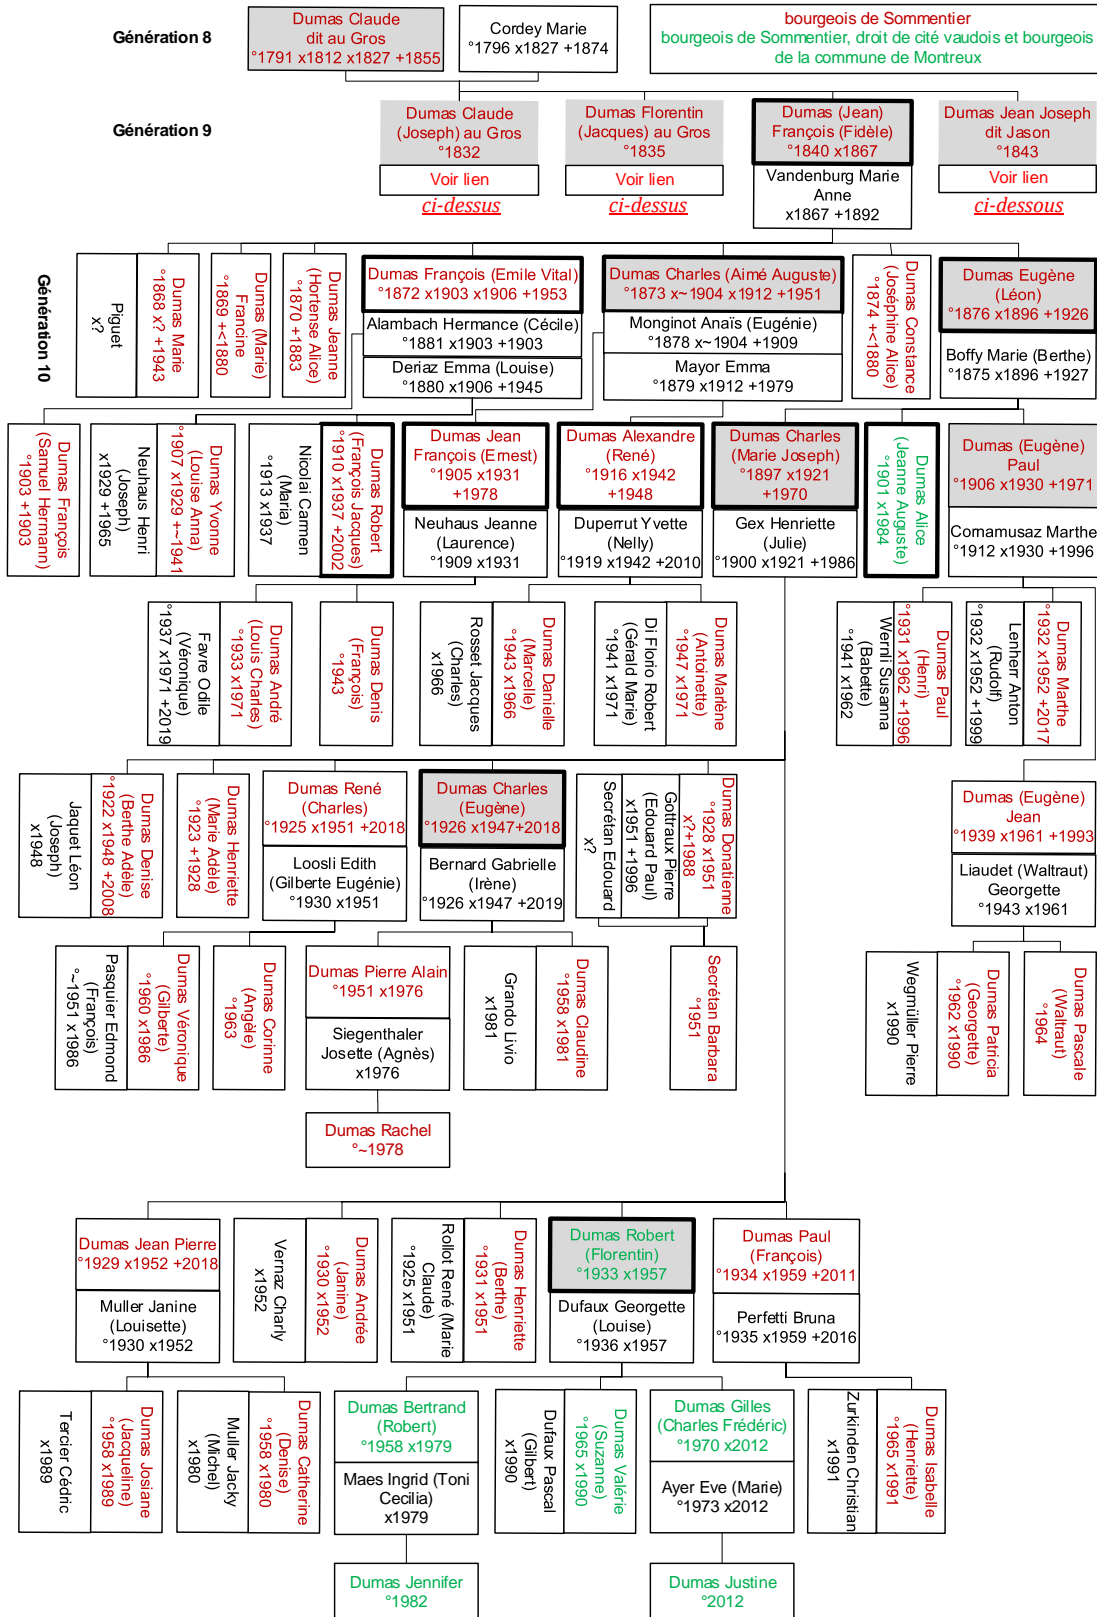 Génération 8
Dumas Claude
dit au Gros
°1791 x1812 x1827 +1855
Cordey Marie
°1796 x1827 +1874
bourgeois de Sommentier
bourgeois de Sommentier, droit de cité vaudois et bourgeois
de la commune de Montreux
Génération 9
Dumas Claude
(Joseph) au Gros
°1832
Voir lien
ci-dessus
Dumas Florentin
(Jacques) au Gros
°1835
Voir lien
ci-dessus
Dumas (Jean)
François (Fidèle)
°1840 x1867
Vandenburg Marie
Anne
x1867 +1892
Dumas Jean Joseph
dit Jason
°1843
Voir lien
ci-dessous
Génération 10
Piguet
x?
Dumas Marie
°1868 x? +1943
Dumas (Marie)
Francine
°1869 +<1880
Dumas Jeanne
(Hortense Alice)
°1870 +1883
Dumas François (Emile Vital)
°1872 x1903 x1906 +1953
Alambach Hermance (Cécile)
°1881 x1903 +1903
Deriaz Emma (Louise)
°1880 x1906 +1945
Dumas Charles (Aimé Auguste)
°1873 x~1904 x1912 +1951
Monginot Anaïs (Eugénie)
°1878 x~1904 +1909
Mayor Emma
°1879 x1912 +1979
Dumas Constance
(Joséphine Alice)
°1874 +<1880
Dumas Eugène
(Léon)
°1876 x1896 +1926
Boffy Marie (Berthe)
°1875 x1896 +1927
Dumas François
(Samuel Hermann)
°1903 +1903
Neuhaus Henri
(Joseph)
x1929 +1965
Dumas Yvonne
(Louise Anna)
°1907 x1929 +~1941
Nicolai Carmen
(Maria)
°1913 x1937
Dumas Robert
(François Jacques)
°1910 x1937 +2002
Dumas Jean
François (Ernest)
°1905 x1931
+1978
Neuhaus Jeanne
(Laurence)
°1909 x1931
Dumas Alexandre
(René)
°1916 x1942
+1948
Duperrut Yvette
(Nelly)
°1919 x1942 +2010
Dumas Charles
(Marie Joseph)
°1897 x1921
+1970
Gex Henriette
(Julie)
°1900 x1921 +1986
Dumas Alice
(Jeanne Auguste)
°1901 x1984
Dumas (Eugène)
Paul
°1906 x1930 +1971
Cornamusaz Marthe
°1912 x1930 +1996
Favre Odile
(Véronique)
°1937 x1971 +2019
Dumas André
(Louis Charles)
°1933 x1971
Dumas Denis
(François)
°1943
Rosset Jacques
(Charles)
x1966
Dumas Danielle
(Marcelle)
°1943 x1966
Di Florio Robert
(Gérald Marie)
°1941 x1971
Dumas Marlène
(Antoinette)
°1947 x1971
Wernli Susanna
(Babette)
°1941 x1962
Dumas Paul
(Henri)
°1931 x1962 +1996
Lenherr Anton
(Rudolf)
°1932 x1952 +1999
Dumas Marthe
°1932 x1952 +2017
Jaquet Léon
(Joseph)
x1948
Dumas Denise
(Berthe Adèle)
°1922 x1948 +2008
Dumas Henriette
(Marie Adèle)
°1923 +1928
Dumas René
(Charles)
°1925 x1951 +2018
Loosli Edith
(Gilberte Eugénie)
°1930 x1951
Dumas Charles
(Eugène)
°1926 x1947+2018
Bernard Gabrielle
(Irène)
°1926 x1947 +2019
Secrétan Edouard
x?
Gottraux Pierre
(Edouard Paul)
x1951 +1996
Dumas Donatienne
°1928 x1951
x?+1988
Dumas (Eugène)
Jean
°1939 x1961 +1993
Liaudet (Waltraut)
Georgette
°1943 x1961
Pasquier Edmond
(François)
°~1951 x1986
Dumas Véronique
(Gilberte)
°1960 x1986
Dumas Corinne
(Angèle)
°1963
Dumas Pierre Alain
°1951 x1976
Siegenthaler
Josette (Agnès)
x1976
Grando Livio
x1981
Dumas Claudine
°1958 x1981
Secrétan Barbara
°1951
Wegmüller Pierre
x1990
Dumas Patricia
(Georgette)
°1962 x1990
Dumas Pascale
(Waltraut)
°1964
Dumas Rachel
°~1978
Dumas Jean Pierre
°1929 x1952 +2018
Muller Janine
(Louisette)
°1930 x1952
Vernaz Charly
x1952
Dumas Andrée
(Janine)
°1930 x1952
Rollot René (Marie
Claude)
°1925 x1951
Dumas Henriette
(Berthe)
°1931 x1951
Dumas Robert
(Florentin)
°1933 x1957
Dufaux Georgette
(Louise)
°1936 x1957
Dumas Paul
(François)
°1934 x1959 +2011
Perfetti Bruna
°1935 x1959 +2016
Tercier Cédric
x1989
Dumas Josiane
(Jacqueline)
°1958 x1989
Muller Jacky
(Michel)
x1980
Dumas Catherine
(Denise)
°1958 x1980
Dumas Bertrand
(Robert)
°1958 x1979
Maes Ingrid (Toni
Cecilia)
x1979
Dufaux Pascal
(Gilbert)
x1990
Dumas Valérie
(Suzanne)
°1965 x1990
Dumas Gilles
(Charles Frédéric)
°1970 x2012
Ayer Eve (Marie)
°1973 x2012
Zurkinden Christian
x1991
Dumas Isabelle
(Henriette)
°1965 x1991
Dumas Jennifer
°1982
Dumas Justine
°2012